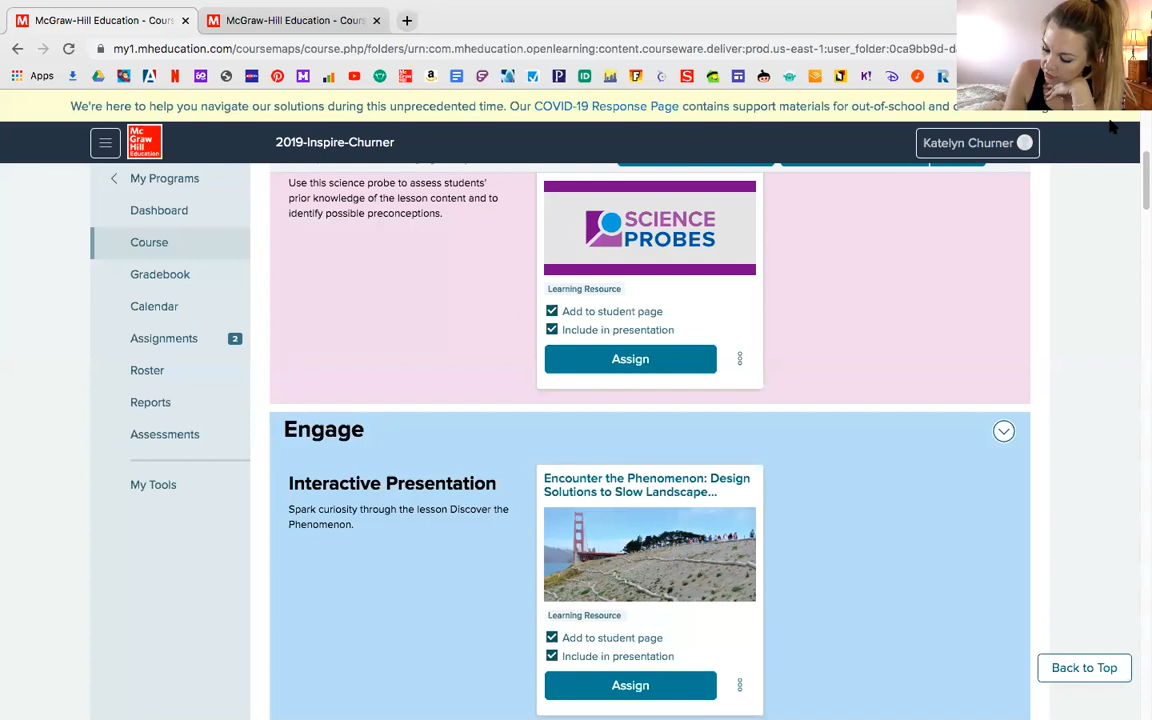 McGraw-Hill Education - Cours
McGraw-Hill Education - Cours
my1.mheducation.com/coursemaps/course.php/folders/urn:com.mheducation.openlearning:content.courseware.deliver:prod.us-east-1:user_folder:0ca9bb9d-d
Apps
We're here to help you navigate our solutions during this unprecedented time. Our COVID-19 Response Page contains support materials for out-of-school and
Mc Graw Hill Education
2019-Inspire-Churner
Katelyn Churner
My Programs
Dashboard
Course
Gradebook
Calendar
Assignments 2
Roster
Reports
Assessments
My Tools
Use this science probe to assess students'
prior knowledge of the lesson content and to
identify possible preconceptions.
SCIENCE
PROBES
Learning Resource
Add to student page
Include in presentation
Assign
Engage
Interactive Presentation
Spark curiosity through the lesson Discover the
Phenomenon.
Encounter the Phenomenon: Design
Solutions to Slow Landscape...
Learning Resource
Add to student page
Include in presentation
Assign
Back to Top